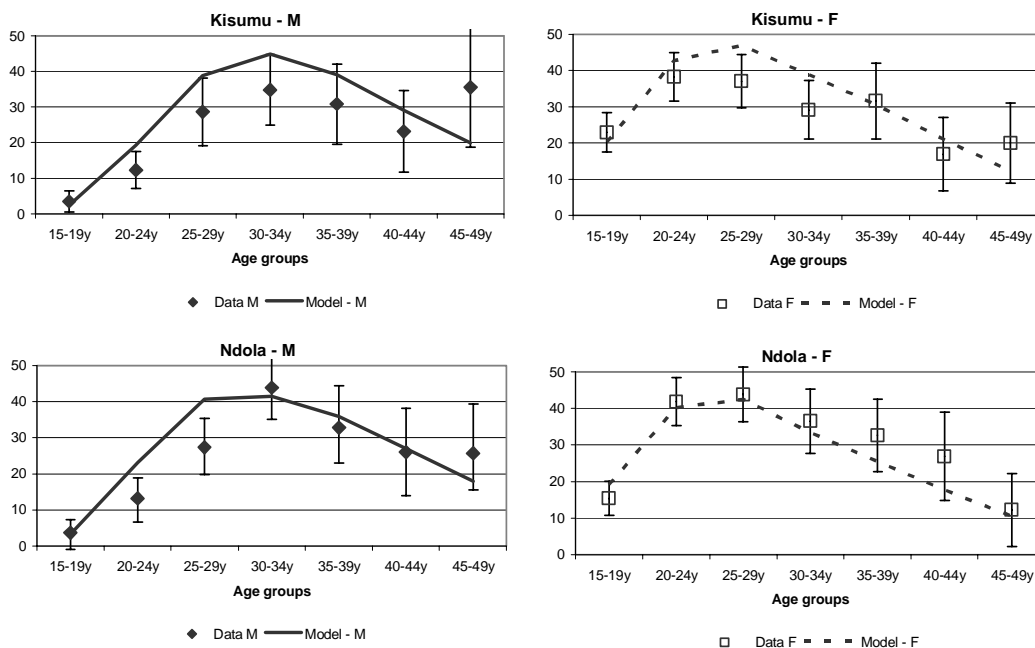 Kisumu - M
50
40
30
20
10
0
15-19y 20-24y 25-29y 30-34y 35-39y 40-44y 45-49y
Age groups
Data M Model - M
Kisumu - F
50
40
30
20
10
0
15-19y 20-24y 25-29y 30-34y 35-39y 40-44y 45-49y
Age groups
Data F Model - F
Ndola - M
50
40
30
20
10
0
15-19y 20-24y 25-29y 30-34y 35-39y 40-44y 45-49y
Age groups
Data M Model - M
Ndola - F
50
40
30
20
10
0
15-19y 20-24y 25-29y 30-34y 35-39y 40-44y 45-49y
Age groups
Data F Model - F